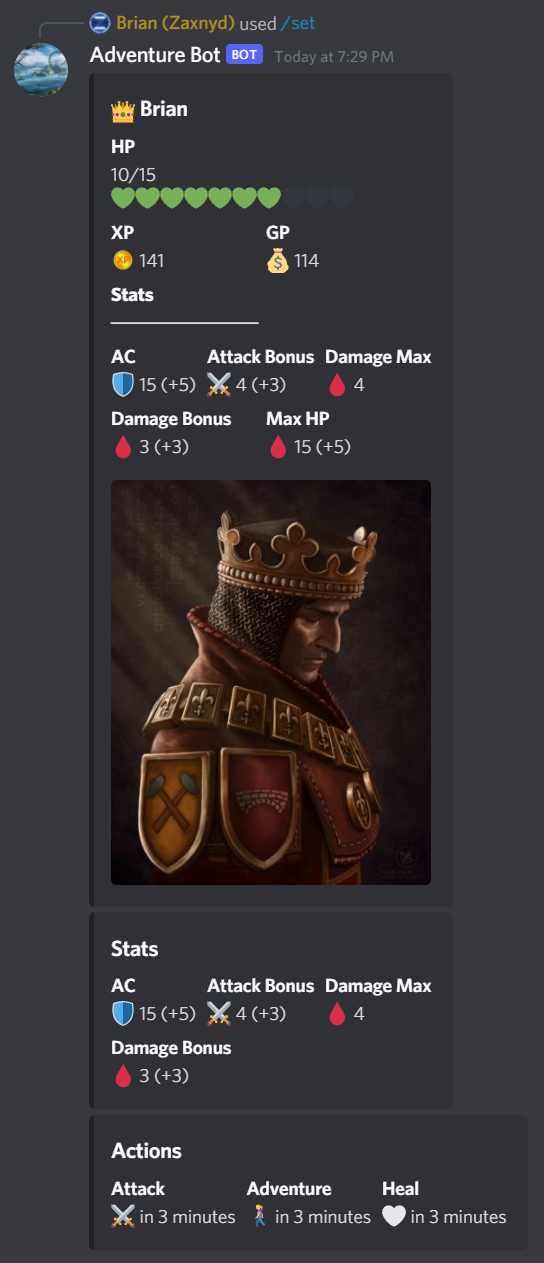 Brian (Zaxnyd) used /set
Adventure Bot BOT Today at 7:29 PM
Brian
HP
10/15
XP GP
XP 141 $ 114
Stats
AC Attack Bonus Damage Max
15 (+5) 4 (+3) 4
Damage Bonus Max HP
3 (+3) 15 (+5)
Stats
AC Attack Bonus Damage Max
15 (+5) 4 (+3) 4
Damage Bonus
3 (+3)
Actions
Attack Adventure Heal
in 3 minutes in 3 minutes in 3 minutes